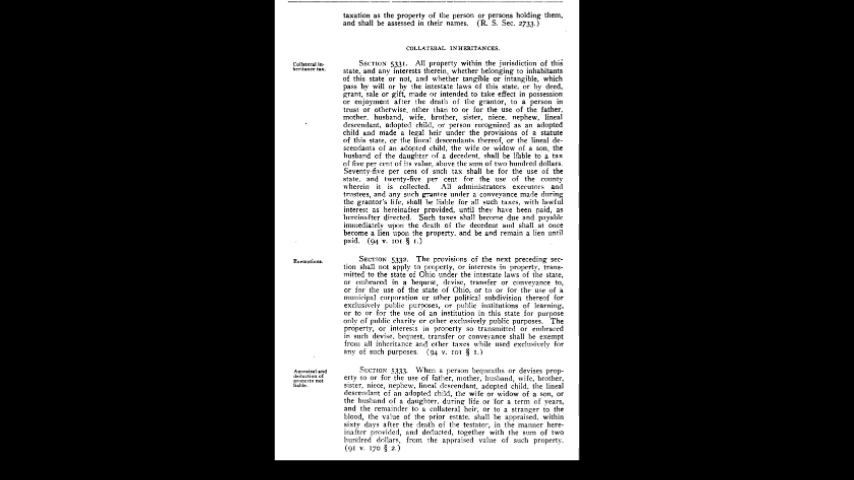 taxation as the property of the person or persons holding them,
and shall be assessed in their names. (R. S. Sec. 2733.)
COLLATERAL INHERITANCES.
Collateral in-
heritance tax.
SECTION 5331. All property within the jurisdiction of this
state, and any interests therein, whether belonging to inhabitants
of this state or not, and whether tangible or intangible, which
pass by will or by the intestate laws of this state, or by deed,
grant, sale or gift, made or intended to take effect in possession
or enjoyment after the death of the grantor, to a person in
trust or otherwise, other than to or for the use of the father,
mother, husband, wife, brother, sister, niece, nephew, lineal
descendant, adopted child, or person recognized as an adopted
child and made a legal heir under the provisions of a statute
of this state, or the lineal descendants thereof, or the lineal de-
scendants of an adopted child, the wife or widow of a son, the
husband of the daughter of a decedent, shall be liable to a tax
of five per cent of its value, above the sum of two hundred dollars.
Seventy-five per cent of such tax shall be for the use of the
state, and twenty-five per cent for the use of the county
wherein it is collected. All administrators executors and
trustees, and any such grantee under a conveyance made during
the grantor's life, shall be liable for all such taxes, with lawful
interest as hereinafter provided, until they have been paid, as
hereinafter directed. Such taxes shall become due and payable
immediately upon the death of the decedent and shall at once
become a lien upon the property, and be and remain a lien until
paid. (94 v. 101 § 1.)
Exemptions.
SECTION 5332. The provisions of the next preceding sec-
tion shall not apply to property, or interests in property, trans-
mitted to the state of Ohio under the intestate laws of the state,
or embraced in a bequest, devise, transfer or conveyance to,
or for the use of the state of Ohio, or to or for the use of a
municipal corporation or other political subdivision thereof for
exclusively public purposes, or public institutions of learning,
or to or for the use of an institution in this state for purpose
only of public charity or other exclusively public purposes. The
property, or interests in property so transmitted or embraced
in such devise, bequest, transfer or conveyance shall be exempt
from all inheritance and other taxes while used exclusively for
any of such purposes. (94 v. 101 § 1.)
Appraisal and
deduction of
property not
liable.
SECTION 5333. When a person bequeaths or devises prop-
erty to or for the use of father, mother, husband, wife, brother,
sister, niece, nephew, lineal descendant, adopted child, the lineal
descendant of an adopted child, the wife or widow of a son, or
the husband of a daughter, during life or for a term of years,
and the remainder to a collateral heir, or to a stranger to the
blood, the value of the prior estate, shall be appraised, within
sixty days after the death of the testator, in the manner here-
inafter provided, and deducted, together with the sum of two
hundred dollars, from the appraised value of such property.
(91 v. 170 § 2.)